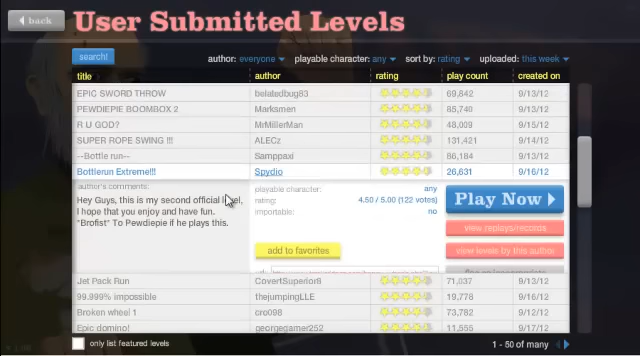 back
User Submitted Levels
search!
author: everyone playable character: any sort by: rating uploaded: this week
title author rating play count created on
EPIC SWORD THROW belatedbug83 69,842 9/13/12
PEWDIEPIE BOOMBOX 2 Marksmen 85,740 9/14/12
R U GOD? MrMillerMan 48,009 9/15/12
SUPER ROPE SWING !!! ALECz 131,421 9/14/12
--Bottle run-- Samppaxi 86,184 9/13/12
Bottlerun Extreme!!! Spydio 26,631 9/16/12
author's comments:
Hey Guys, this is my second official level,
I hope that you enjoy and have fun.
*Brofist* To Pewdiepie if he plays this.
playable character: any
rating: 4.50 / 5.00 (122 votes)
importable: no
Play Now
view replays/records
add to favorites
view levels by this author
Jet Pack Run CovertSuperior8 71,037 9/13/12
99.999% impossible thejumpingLLE 19,778 9/16/12
Broken wheel 1 cro098 73,782 9/12/12
Epic domino! georgegamer252 11,555 9/17/12
only list featured levels
1 - 50 of many